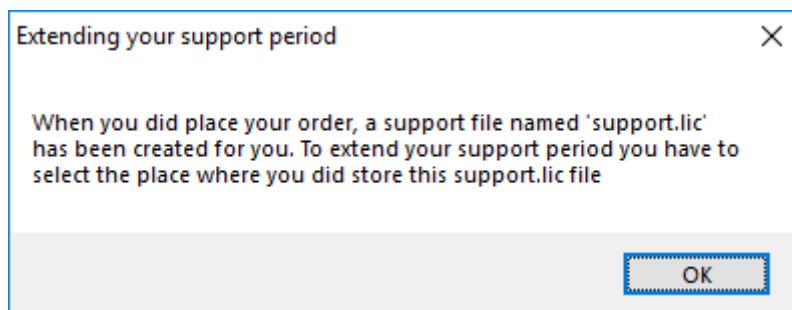 Extending your support period
When you did place your order, a support file named 'support.lic'
has been created for you. To extend your support period you have to
select the place where you did store this support.lic file
OK